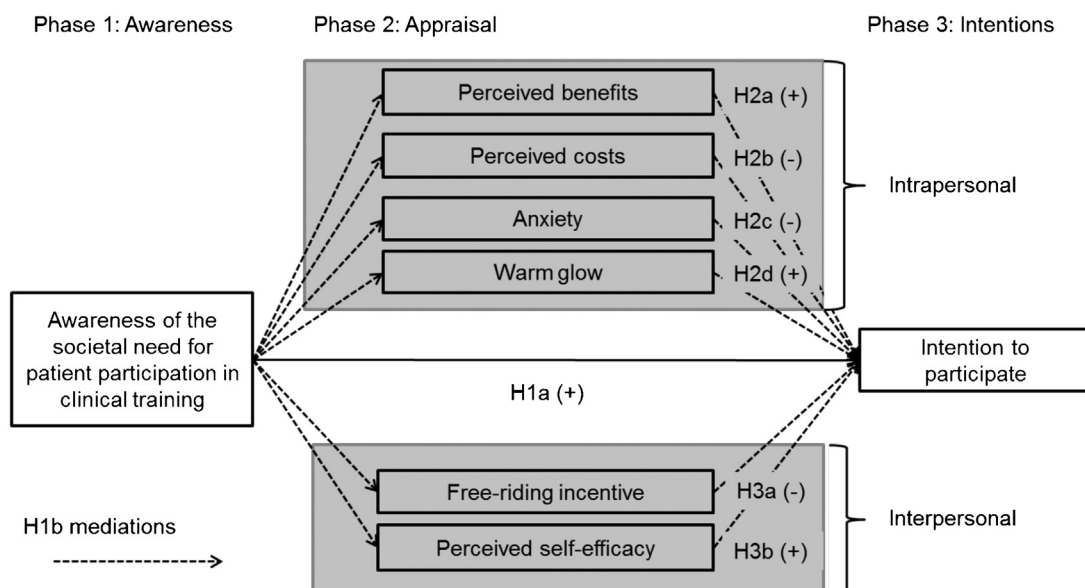 Phase 1: Awareness
Phase 2: Appraisal
Phase 3: Intentions
Perceived benefits
H2a (+)
Perceived costs
H2b (-)
Intrapersonal
Anxiety
H2c (-)
Warm glow
H2d (+)
Awareness of the
societal need for
patient participation in
clinical training
Intention to
participate
H1a (+)
Free-riding incentive
H3a (-)
Interpersonal
Perceived self-efficacy
H3b (+)
H1b mediations